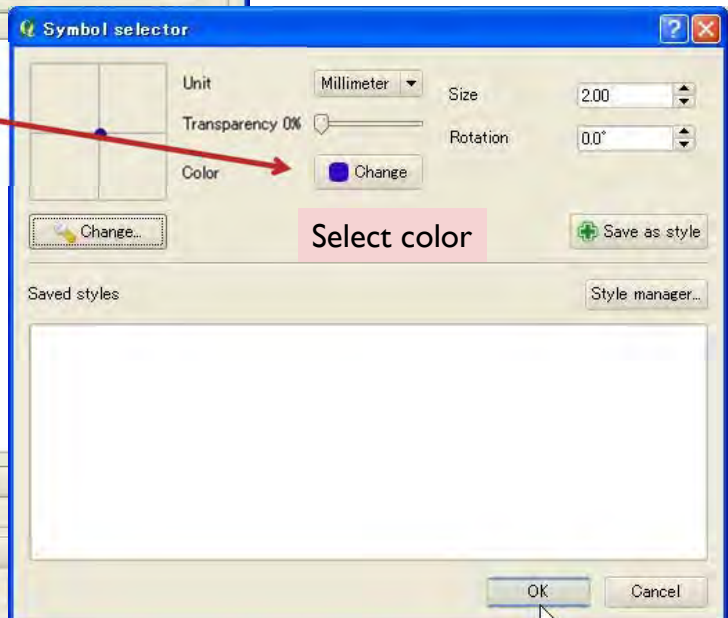 Symbol selector
Unit Millimeter Size 2.00
Transparency 0% Rotation 0.0°
Color Change
Change... Select color Save as style
Saved styles Style manager...
OK Cancel